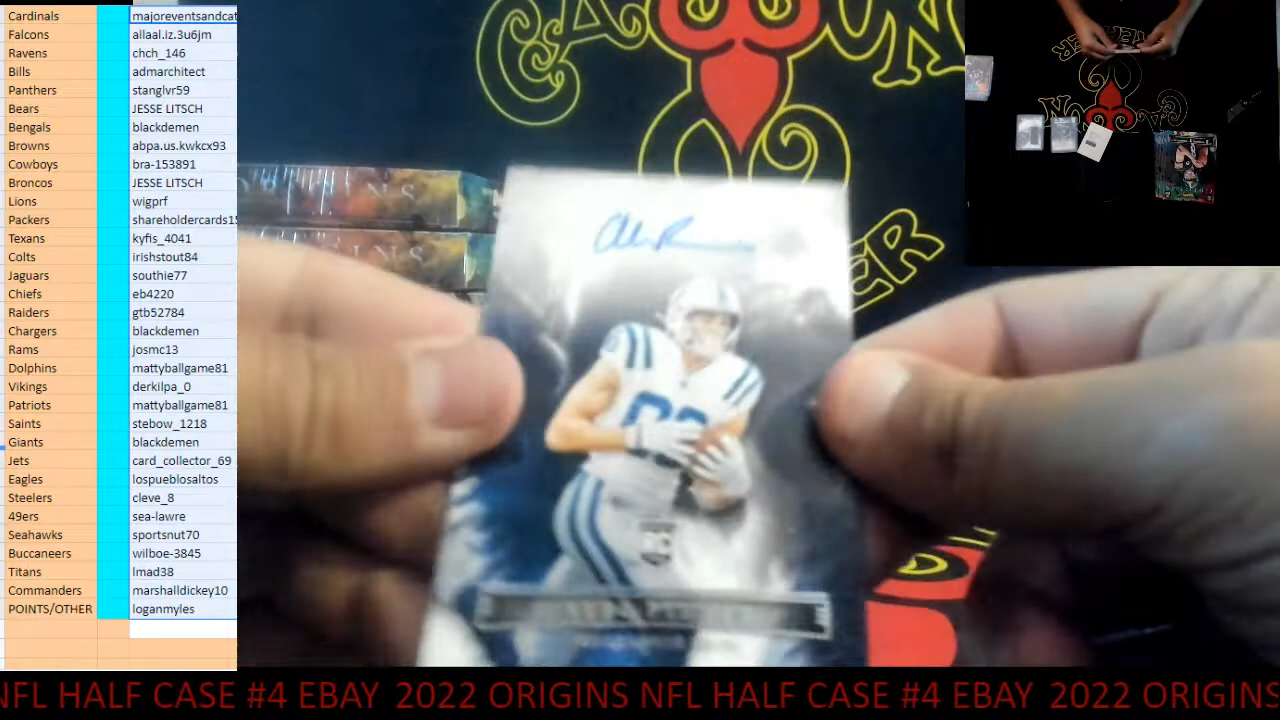 Cardinals majoreventsandcat
Falcons allaal.iz.3u6jm
Ravens chch_146
Bills admarchitect
Panthers stanglvr59
Bears JESSE LITSCH
Bengals blackdemen
Browns abpa.us.kwkcx93
Cowboys bra-153891
Broncos JESSE LITSCH
Lions wigprf
Packers shareholdercards15
Texans kyfis_4041
Colts irishstout84
Jaguars southie77
Chiefs eb4220
Raiders gtb52784
Chargers blackdemen
Rams josmc13
Dolphins mattyballgame81
Vikings derkilpa_0
Patriots mattyballgame81
Saints stebow_1218
Giants blackdemen
Jets card_collector_69
Eagles lospueblosaltos
Steelers cleve_8
49ers sea-lawre
Seahawks sportsnut70
Buccaneers wilboe-3845
Titans lmad38
Commanders marshalldickey10
POINTS/OTHER loganmyles
NFL HALF CASE #4 EBAY 2022 ORIGINS NFL HALF CASE #4 EBAY 2022 ORIGINS